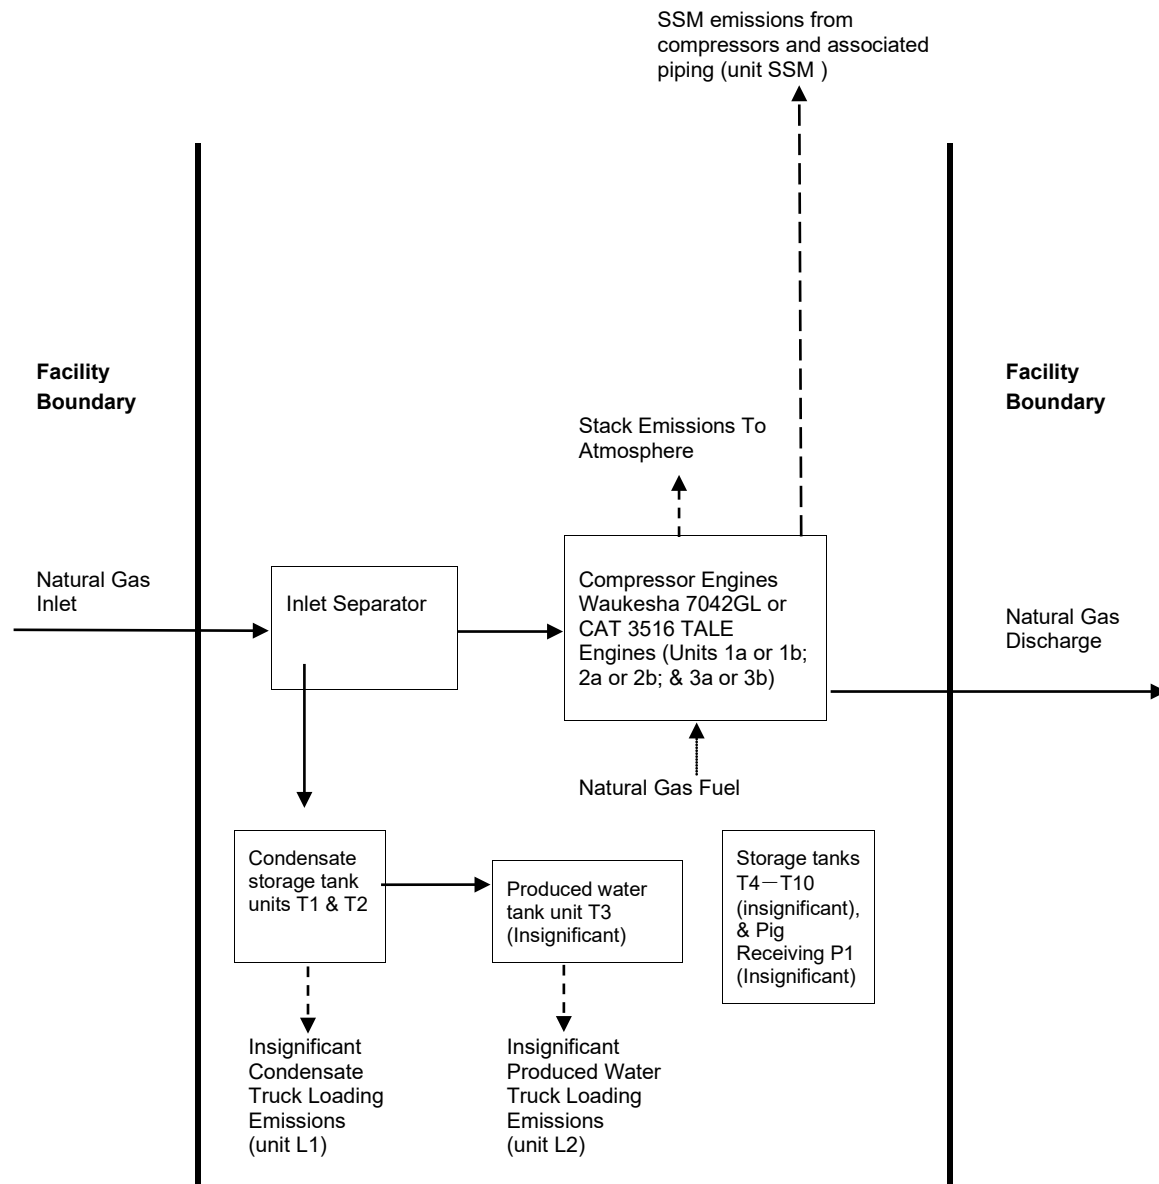 SSM emissions from
compressors and associated
piping (unit SSM )
Facility
Boundary
Facility
Boundary
Stack Emissions To
Atmosphere
Natural Gas
Inlet
Inlet Separator
Compressor Engines
Waukesha 7042GL or
CAT 3516 TALE
Engines (Units 1a or 1b;
2a or 2b; & 3a or 3b)
Natural Gas
Discharge
Natural Gas Fuel
Condensate
storage tank
units T1 & T2
Produced water
tank unit T3
(Insignificant)
Storage tanks
T4－T10
(insignificant),
& Pig
Receiving P1
(Insignificant)
Insignificant
Condensate
Truck Loading
Emissions
(unit L1)
Insignificant
Produced Water
Truck Loading
Emissions
(unit L2)